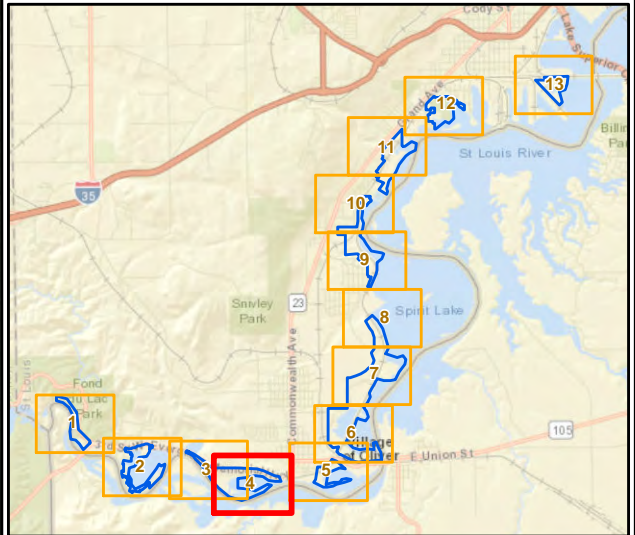 Cody St
Lake Superior
13
12
Grand Ave
Billin
Pa
11
St Louis River
35
10
9
Snivley
Park
23
Spirit Lake
8
Commonwealth Ave
7
St Louis
Fond
du Lac
Park
1
105
6
Village
of Oliver
E Union St
2
3
4
5